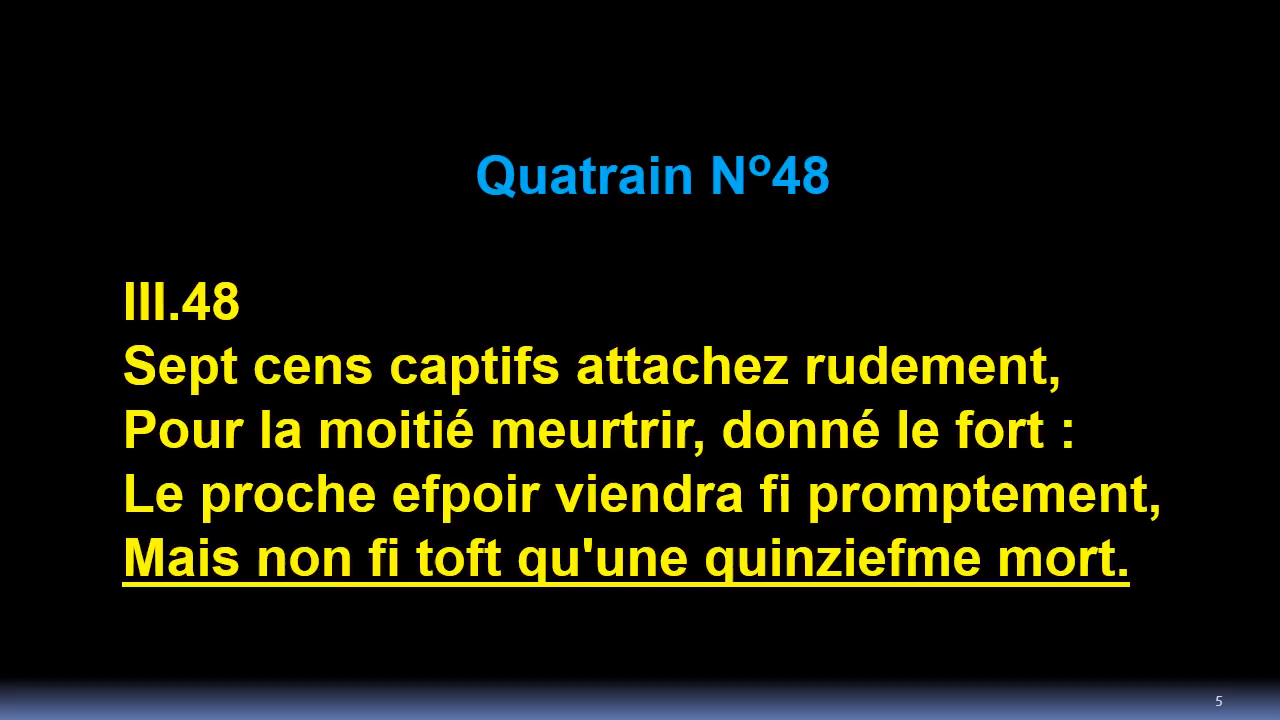 Quatrain Nº48
III.48
Sept cens captifs attachez rudement,
Pour la moitié meurtrir, donné le fort :
Le proche efpoir viendra fi promptement,
Mais non fi toft qu'une quinziefme mort.
5